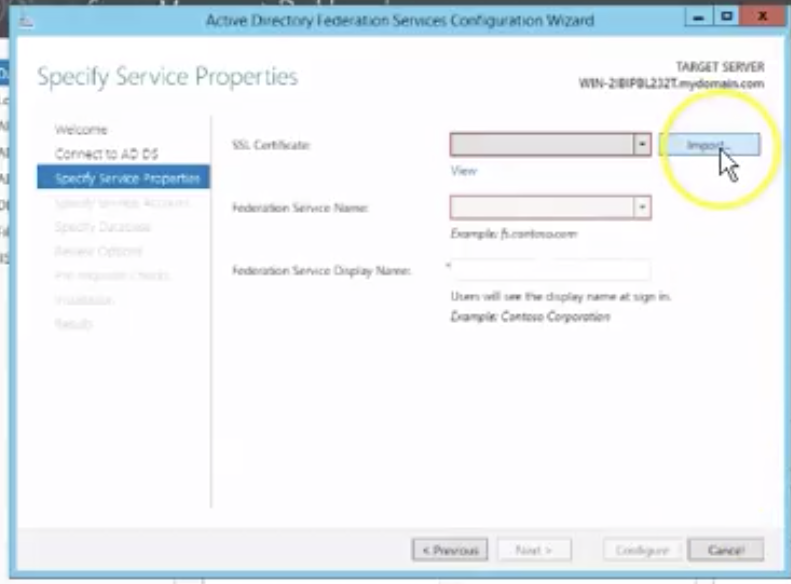 Active Directory Federation Services Configuration Wizard
Specify Service Properties
TARGET SERVER
WIN-2IBIPBL232T.mydomain.com
Welcome
Connect to AD DS
Specify Service Properties
Specify Service Account
Specify Database
Review Options
Pre-requisite Checks
Installation
Results
SSL Certificate:
Import...
View
Federation Service Name:
Example: fs.contoso.com
Federation Service Display Name:
Users will see the display name at sign in.
Example: Contoso Corporation
< Previous
Next >
Configure
Cancel